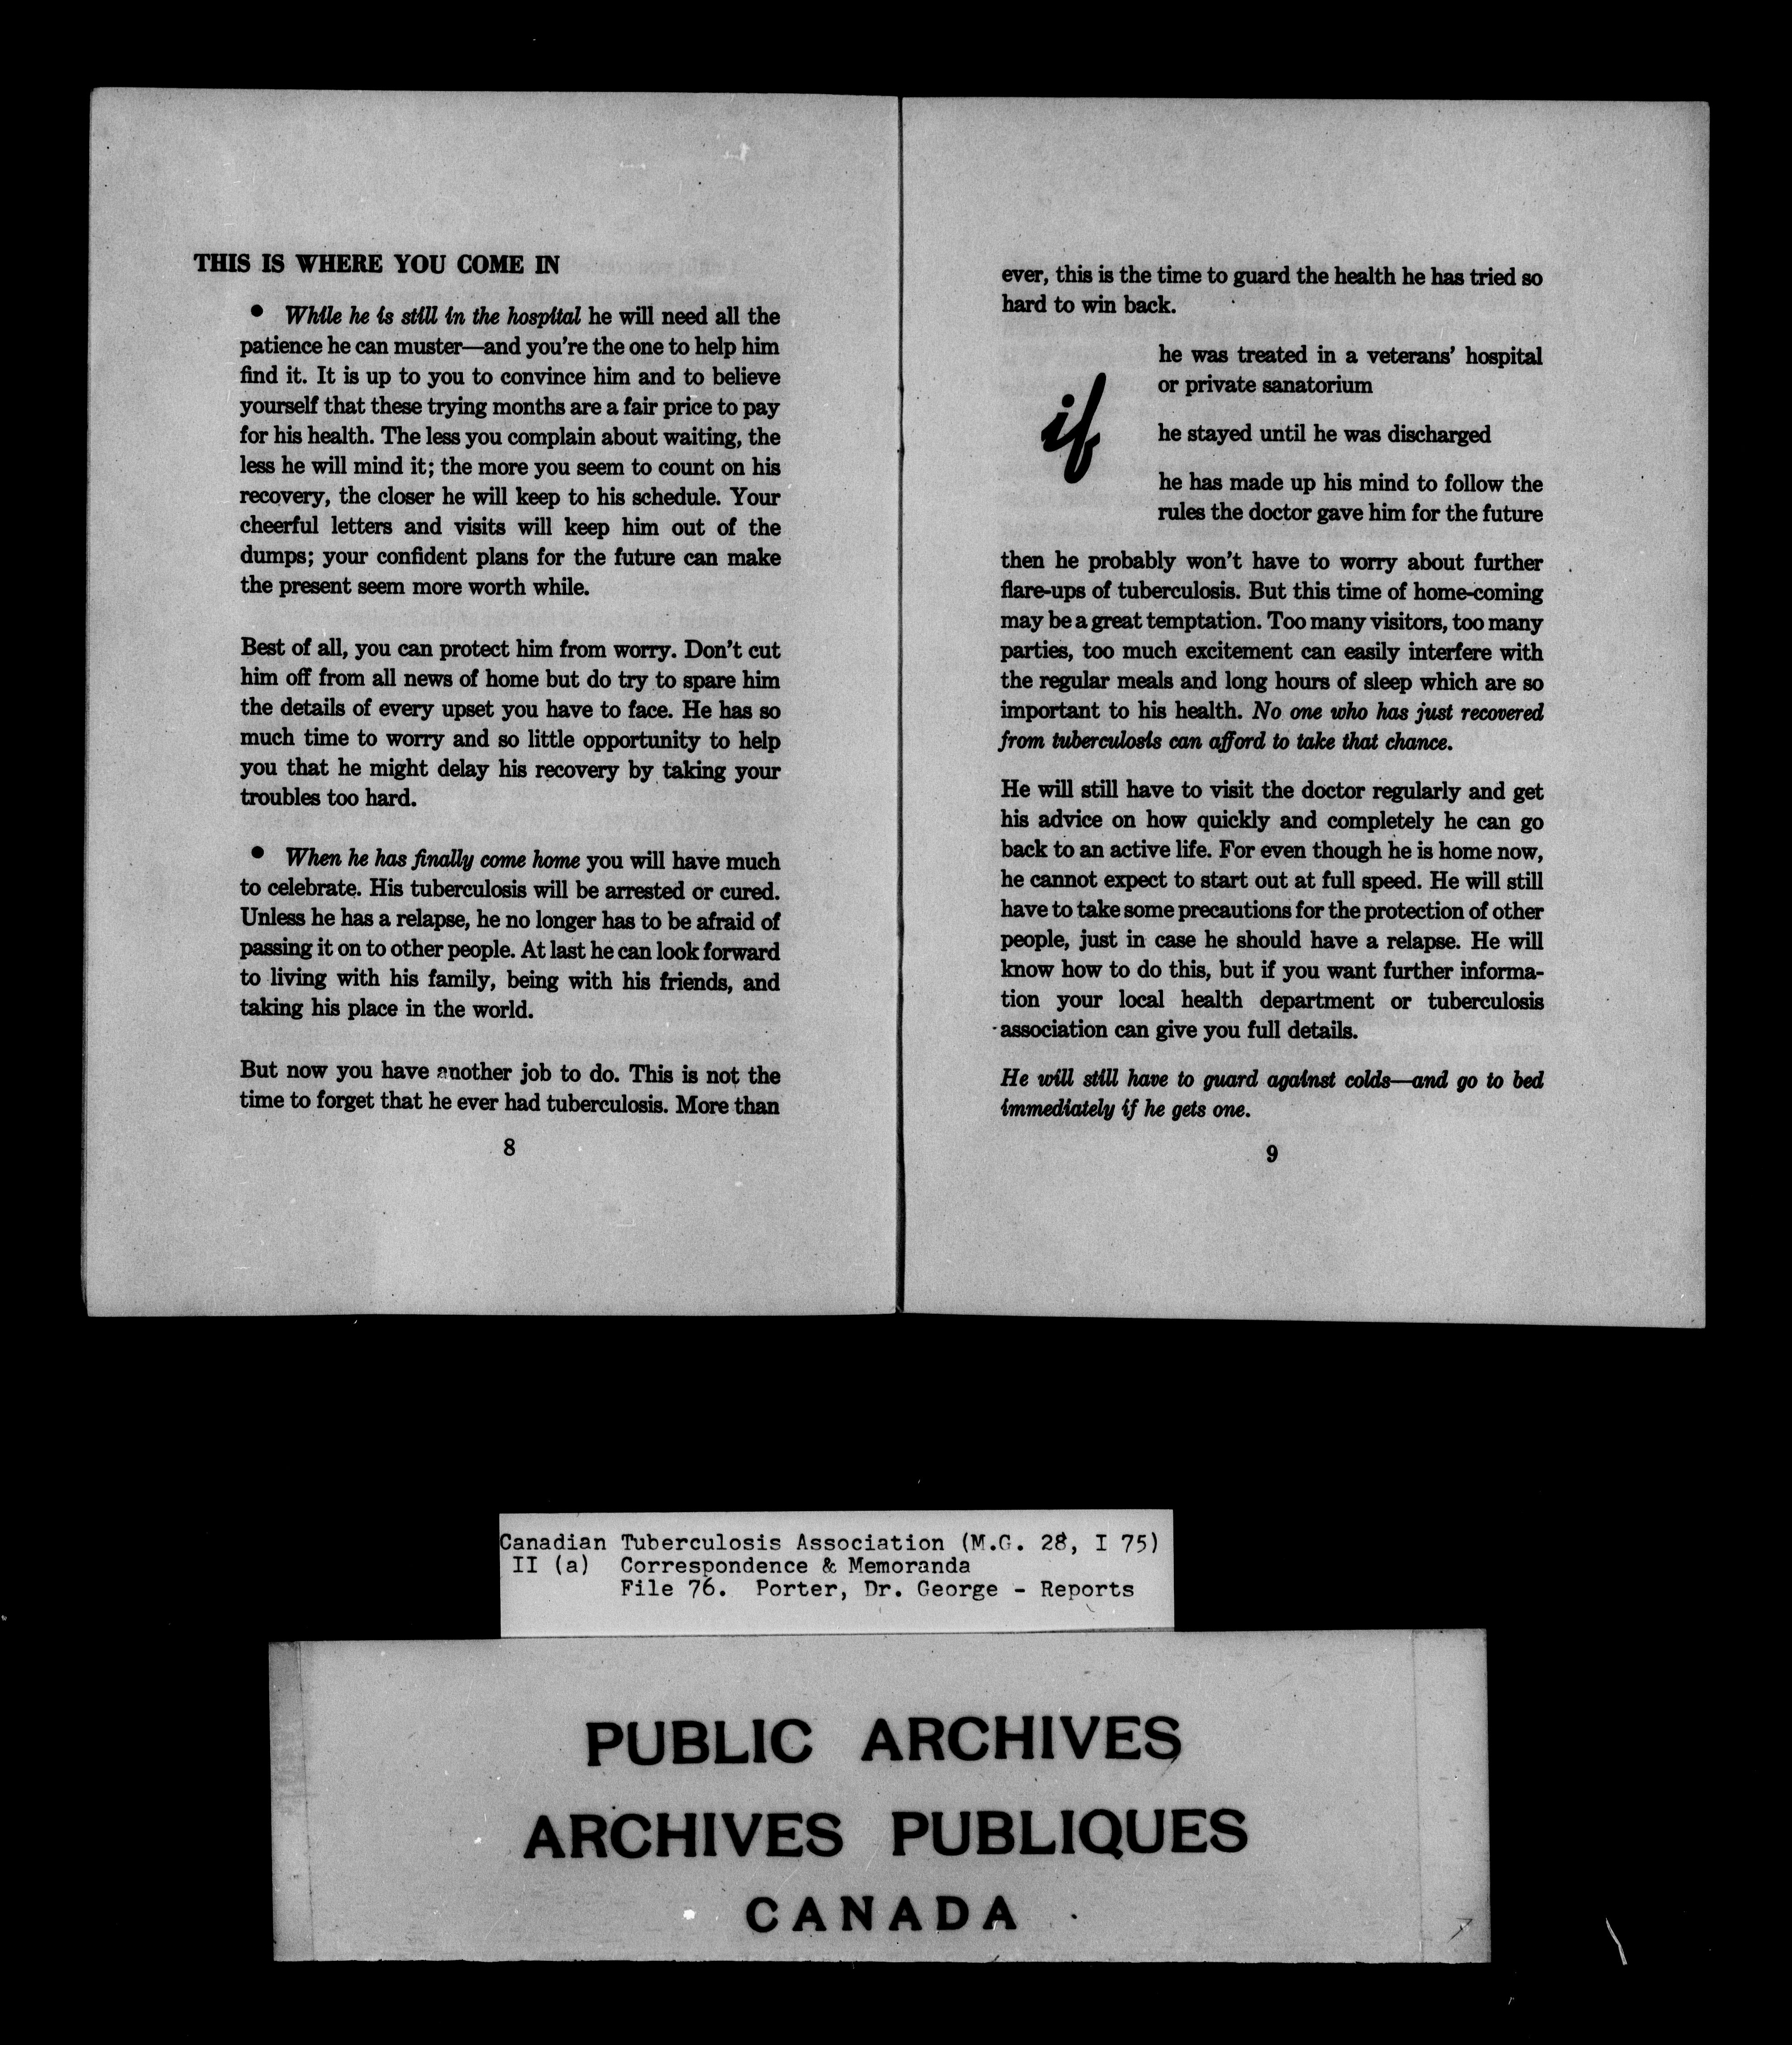 THIS IS WHERE YOU COME IN
• While he is still in the hospital he will need all the
patience he can muster—and you're the one to help him
find it. It is up to you to convince him and to believe
yourself that these trying months are a fair price to pay
for his health. The less you complain about waiting, the
less he will mind it; the more you seem to count on his
recovery, the closer he will keep to his schedule. Your
cheerful letters and visits will keep him out of the
dumps; your confident plans for the future can make
the present seem more worth while.
Best of all, you can protect him from worry. Don't cut
him off from all news of home but do try to spare him
the details of every upset you have to face. He has so
much time to worry and so little opportunity to help
you that he might delay his recovery by taking your
troubles too hard.
• When he has finally come home you will have much
to celebrate. His tuberculosis will be arrested or cured.
Unless he has a relapse, he no longer has to be afraid of
passing it on to other people. At last he can look forward
to living with his family, being with his friends, and
taking his place in the world.
But now you have another job to do. This is not the
time to forget that he ever had tuberculosis. More than
8
ever, this is the time to guard the health he has tried so
hard to win back.
if
he was treated in a veterans' hospital
or private sanatorium
he stayed until he was discharged
he has made up his mind to follow the
rules the doctor gave him for the future
then he probably won't have to worry about further
flare-ups of tuberculosis. But this time of home-coming
may be a great temptation. Too many visitors, too many
parties, too much excitement can easily interfere with
the regular meals and long hours of sleep which are so
important to his health. No one who has just recovered
from tuberculosis can afford to take that chance.
He will still have to visit the doctor regularly and get
his advice on how quickly and completely he can go
back to an active life. For even though he is home now,
he cannot expect to start out at full speed. He will still
have to take some precautions for the protection of other
people, just in case he should have a relapse. He will
know how to do this, but if you want further informa-
tion your local health department or tuberculosis
association can give you full details.
He will still have to guard against colds—and go to bed
immediately if he gets one.
9
Canadian Tuberculosis Association (M.G. 28, I 75)
II (a) Correspondence & Memoranda
File 76. Porter, Dr. George - Reports
PUBLIC ARCHIVES
ARCHIVES PUBLIQUES
CANADA